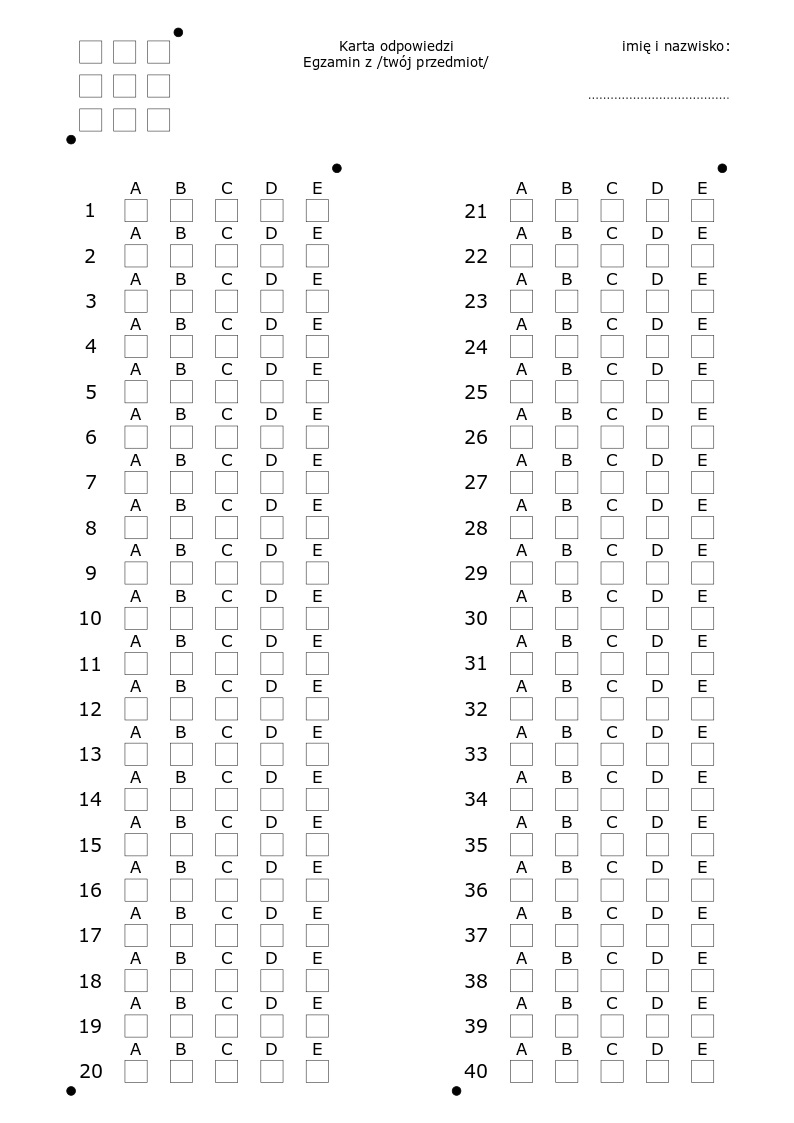 Karta odpowiedzi
Egzamin z /twój przedmiot/
imię i nazwisko:
......................................
A B C D E
1
A B C D E
2
A B C D E
3
A B C D E
4
A B C D E
5
A B C D E
6
A B C D E
7
A B C D E
8
A B C D E
9
A B C D E
10
A B C D E
11
A B C D E
12
A B C D E
13
A B C D E
14
A B C D E
15
A B C D E
16
A B C D E
17
A B C D E
18
A B C D E
19
A B C D E
20
A B C D E
21
A B C D E
22
A B C D E
23
A B C D E
24
A B C D E
25
A B C D E
26
A B C D E
27
A B C D E
28
A B C D E
29
A B C D E
30
A B C D E
31
A B C D E
32
A B C D E
33
A B C D E
34
A B C D E
35
A B C D E
36
A B C D E
37
A B C D E
38
A B C D E
39
A B C D E
40